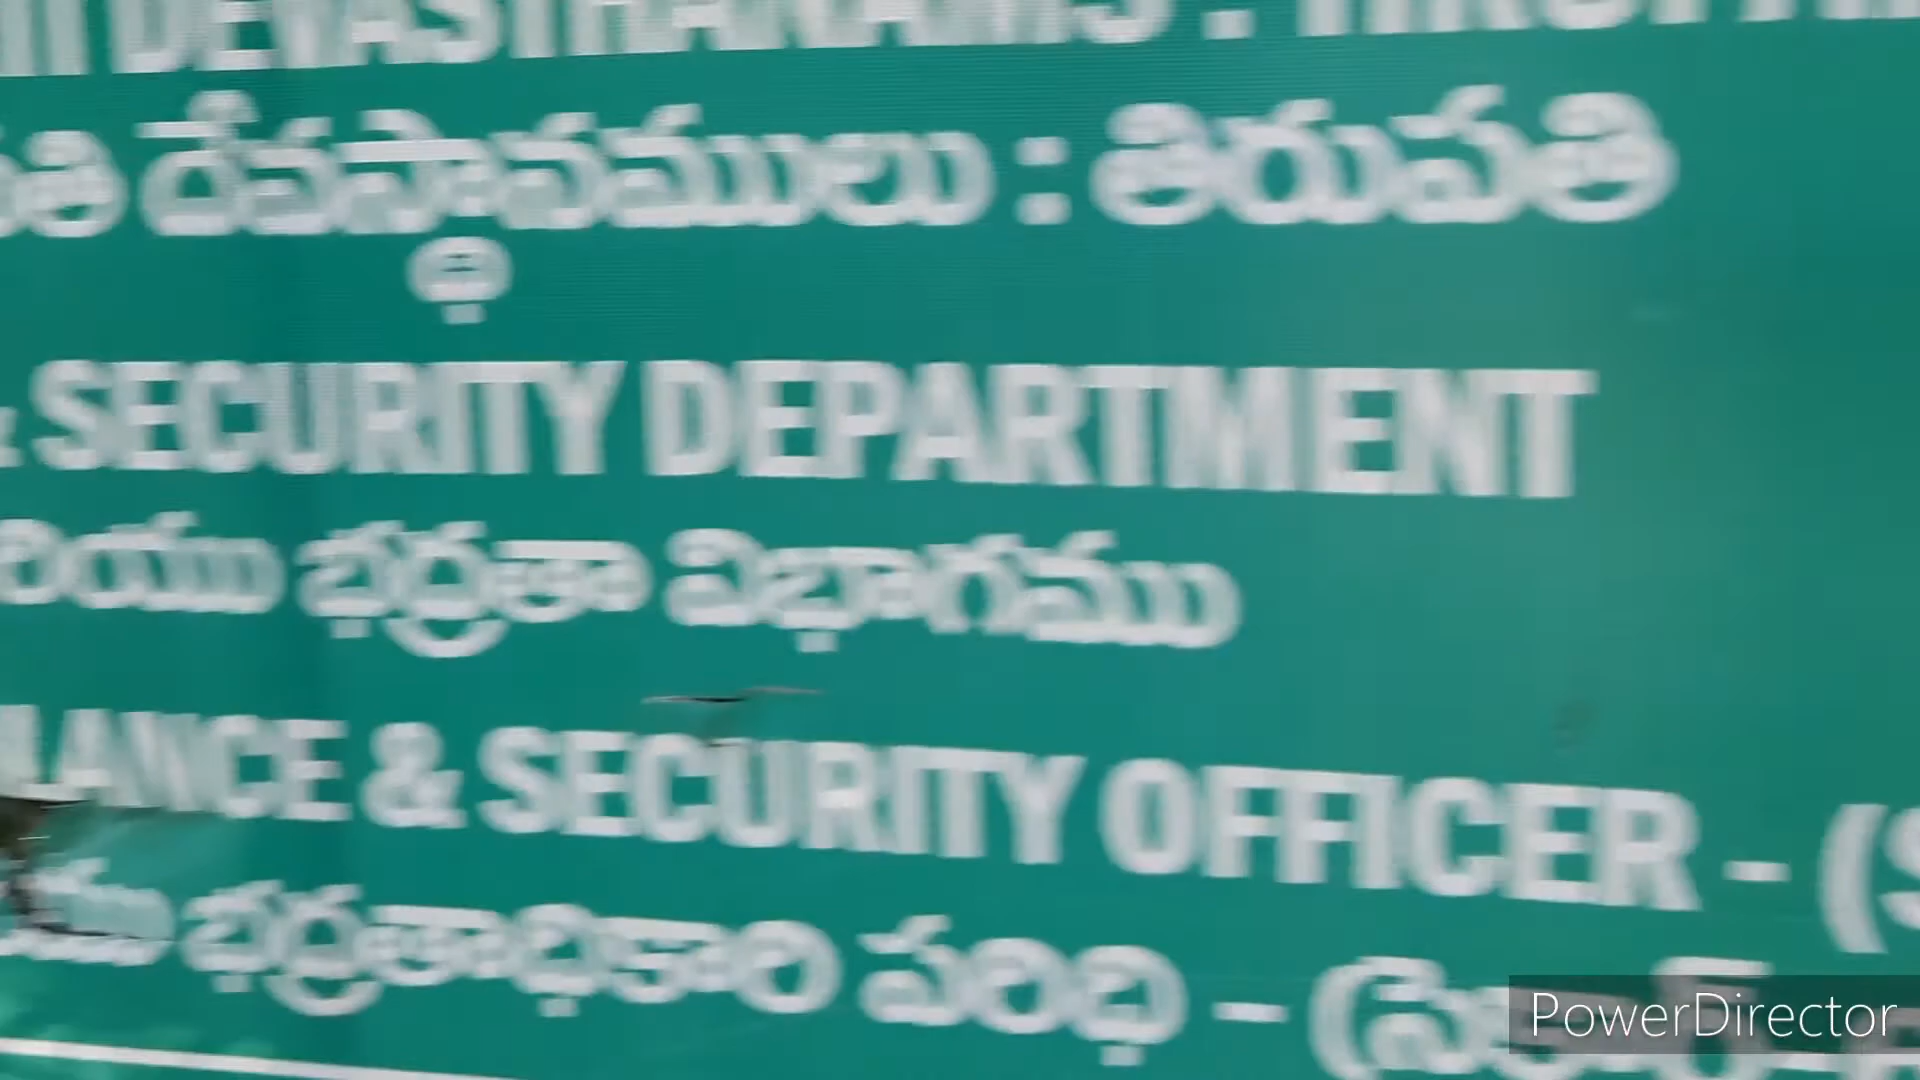 DEVASTHANAMS : TIRUPATI
దేవస్థానములు : తిరుపతి
& SECURITY DEPARTMENT
భద్రతా విభాగము
& SECURITY OFFICER - (S
భద్రతాధికారి పరిధి -
PowerDirector